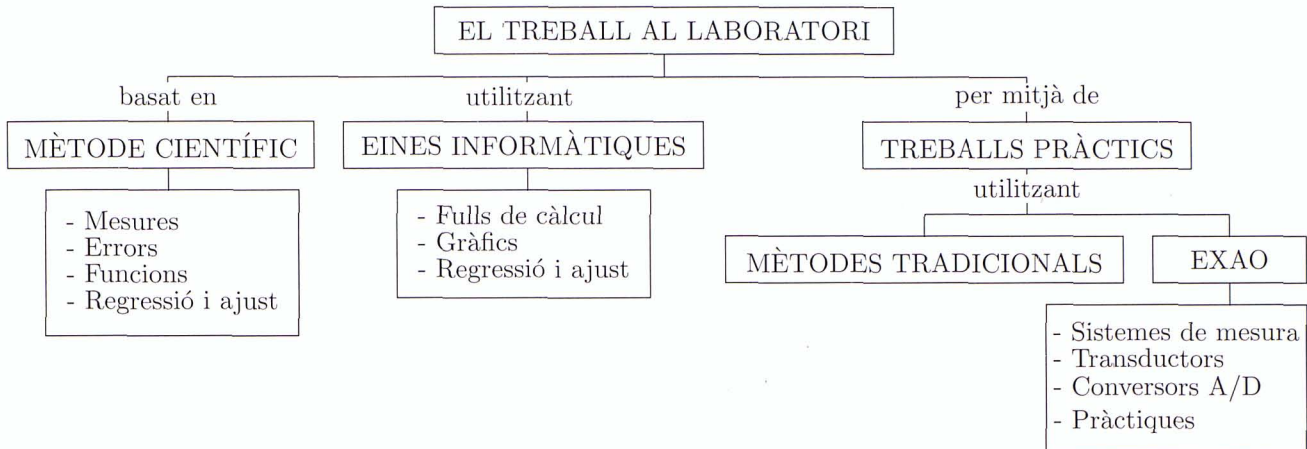 EL TREBALL AL LABORATORI
basat en
utilitzant
per mitjà de
MÈTODE CIENTÍFIC
EINES INFORMÀTIQUES
TREBALLS PRÀCTICS
- Mesures
- Errors
- Funcions
- Regressió i ajust
- Fulls de càlcul
- Gràfics
- Regressió i ajust
utilitzant
MÈTODES TRADICIONALS
EXAO
- Sistemes de mesura
- Transductors
- Conversors A/D
- Pràctiques